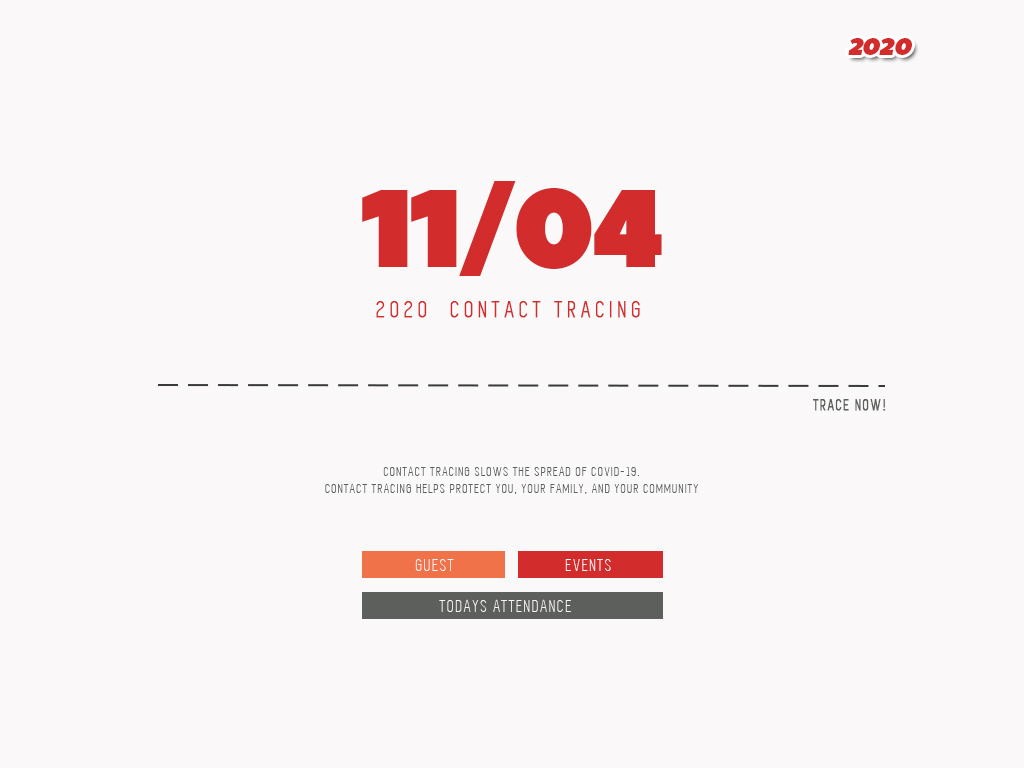 2020
11/04
2020 CONTACT TRACING
TRACE NOW!
CONTACT TRACING SLOWS THE SPREAD OF COVID-19.
CONTACT TRACING HELPS PROTECT YOU, YOUR FAMILY, AND YOUR COMMUNITY
GUEST
EVENTS
TODAYS ATTENDANCE